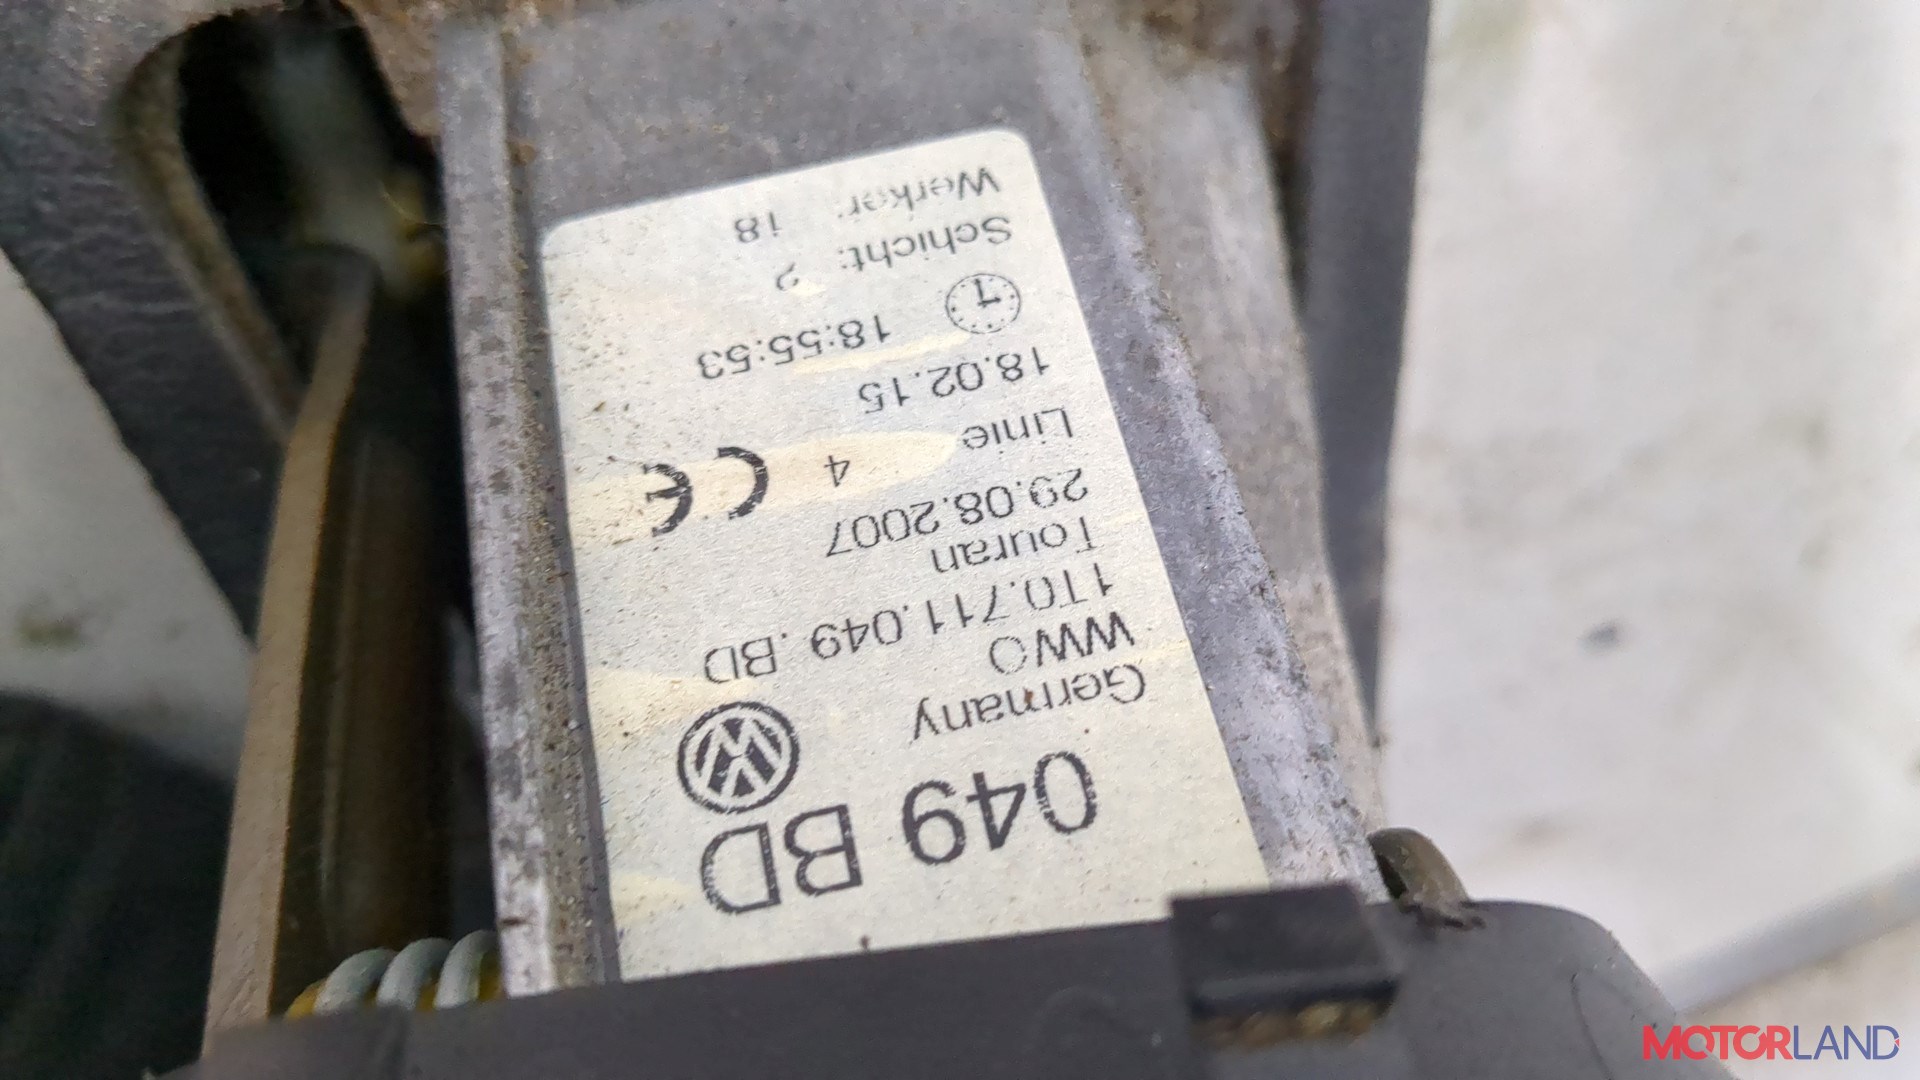 049 BD
Germany
WWO
1T0.711.049 .BD
Touran
29.08.2007
Linie 4 CE
18.02.15
18:55:53
Schicht: 2
Werker: 18
MOTORLAND